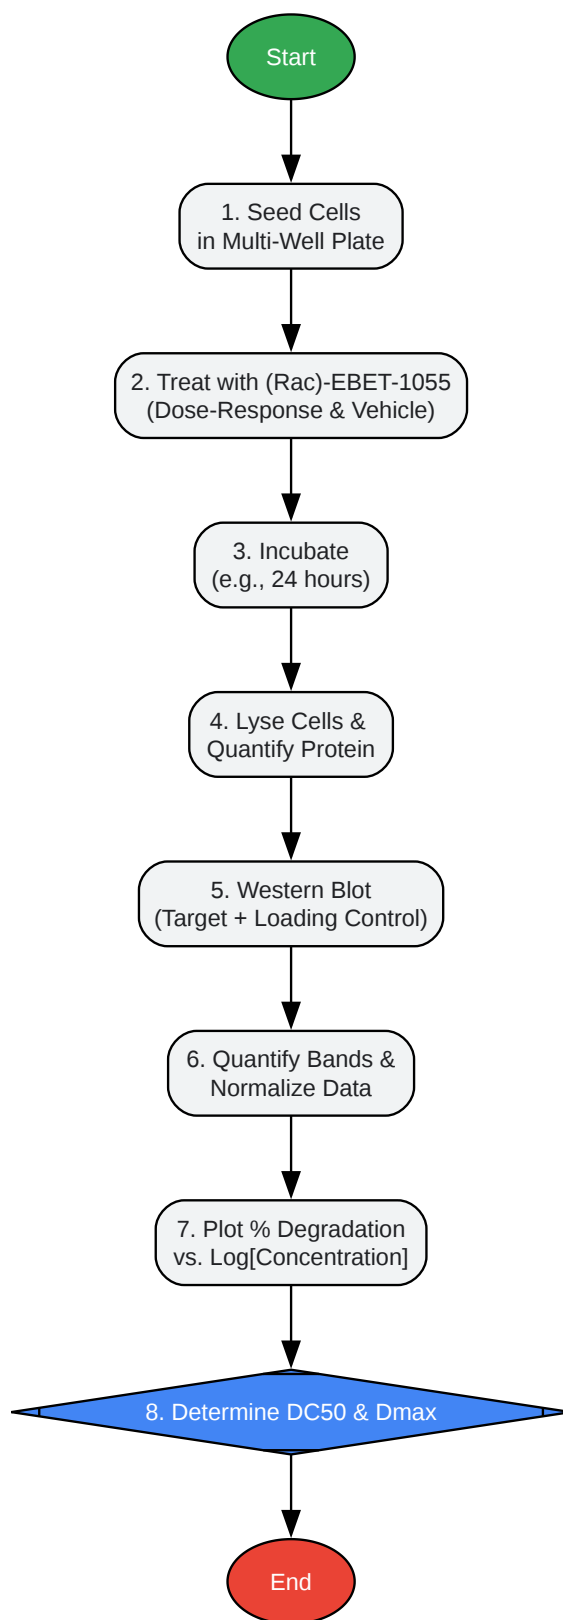 Start
1. Seed Cells
in Multi-Well Plate
2. Treat with (Rac)-EBET-1055
(Dose-Response & Vehicle)
3. Incubate
(e.g., 24 hours)
4. Lyse Cells &
Quantify Protein
5. Western Blot
(Target + Loading Control)
6. Quantify Bands &
Normalize Data
7. Plot % Degradation
vs. Log[Concentration]
8. Determine DC50 & Dmax
End